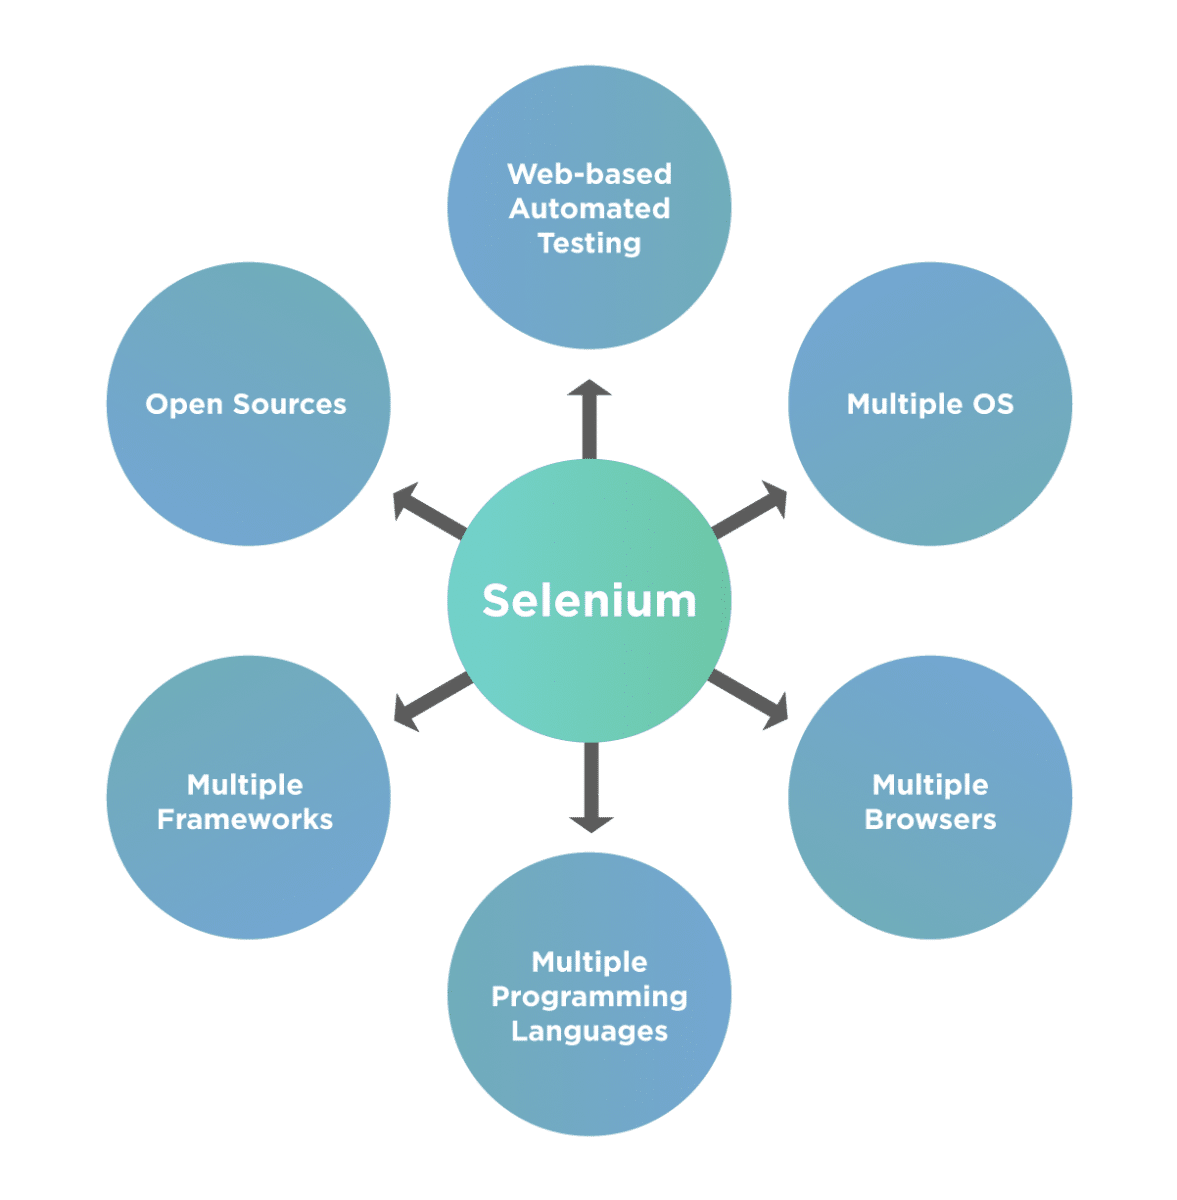 Web-based
Automated
Testing
Open Sources
Multiple OS
Selenium
Multiple
Frameworks
Multiple
Browsers
Multiple
Programming
Languages